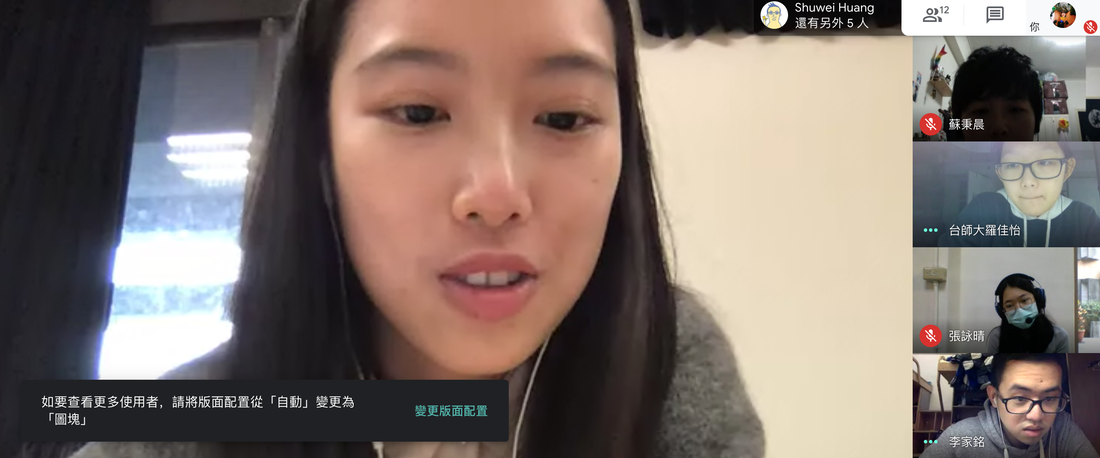 Shuwei Huang
還有另外 5 人
12
你
蘇秉晨
台師大羅佳怡
張詠晴
李家銘
如要查看更多使用者，請將版面配置從「自動」變更為
「圖塊」
變更版面配置